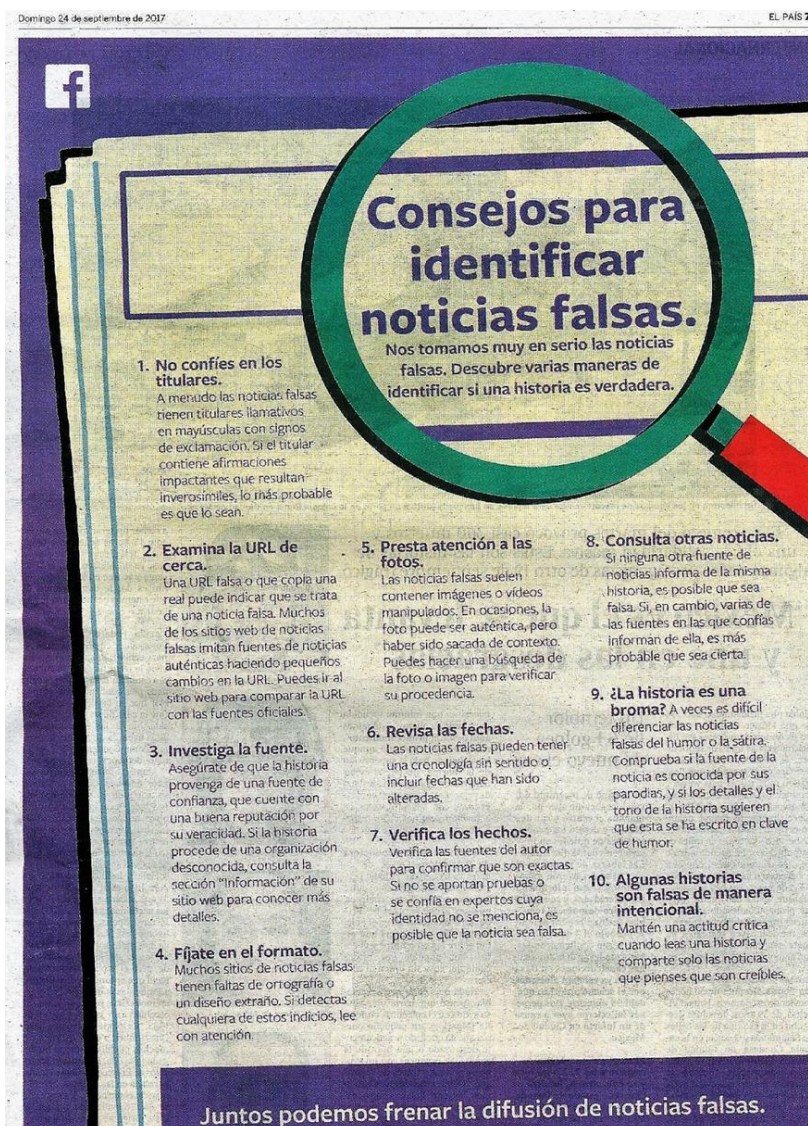 Domingo 24 de septiembre de 2017
EL PAÍS
f
Consejos para
identificar
noticias falsas.
Nos tomamos muy en serio las noticias
falsas. Descubre varias maneras de
identificar si una historia es verdadera.
1. No confíes en los
titulares.
A menudo las noticias falsas
tienen titulares llamativos
en mayúsculas con signos
de exclamación. Si el titular
contiene afirmaciones
impactantes que resultan
inverosímiles, lo más probable
es que lo sean.
2. Examina la URL de
cerca.
Una URL falsa o que copia una
real puede indicar que se trata
de una noticia falsa. Muchos
de los sitios web de noticias
falsas imitan fuentes de noticias
auténticas haciendo pequeños
cambios en la URL. Puedes ir al
sitio web para comparar la URL
con las fuentes oficiales.
3. Investiga la fuente.
Asegúrate de que la historia
provenga de una fuente de
confianza, que cuente con
una buena reputación por
su veracidad. Si la historia
procede de una organización
desconocida, consulta la
sección “Información” de su
sitio web para conocer más
detalles.
4. Fíjate en el formato.
Muchos sitios de noticias falsas
tienen faltas de ortografía o
un diseño extraño. Si detectas
cualquiera de estos indicios, lee
con atención.
5. Presta atención a las
fotos.
Las noticias falsas suelen
contener imágenes o vídeos
manipulados. En ocasiones, la
foto puede ser auténtica, pero
haber sido sacada de contexto.
Puedes hacer una búsqueda de
la foto o imagen para verificar
su procedencia.
6. Revisa las fechas.
Las noticias falsas pueden tener
una cronología sin sentido o
incluir fechas que han sido
alteradas.
7. Verifica los hechos.
Verifica las fuentes del autor
para confirmar que son exactas.
Si no se aportan pruebas o
se confía en expertos cuya
identidad no se menciona, es
posible que la noticia sea falsa.
8. Consulta otras noticias.
Si ninguna otra fuente de
noticias informa de la misma
historia, es posible que sea
falsa. Si, en cambio, varias de
las fuentes en las que confías
informan de ella, es más
probable que sea cierta.
9. ¿La historia es una
broma? A veces es difícil
diferenciar las noticias
falsas del humor o la sátira.
Comprueba si la fuente de la
noticia es conocida por sus
parodias, y si los detalles y el
tono de la historia sugieren
que esta se ha escrito en clave
de humor.
10. Algunas historias
son falsas de manera
intencional.
Mantén una actitud crítica
cuando leas una historia y
comparte solo las noticias
que pienses que son creíbles.
Juntos podemos frenar la difusión de noticias falsas.